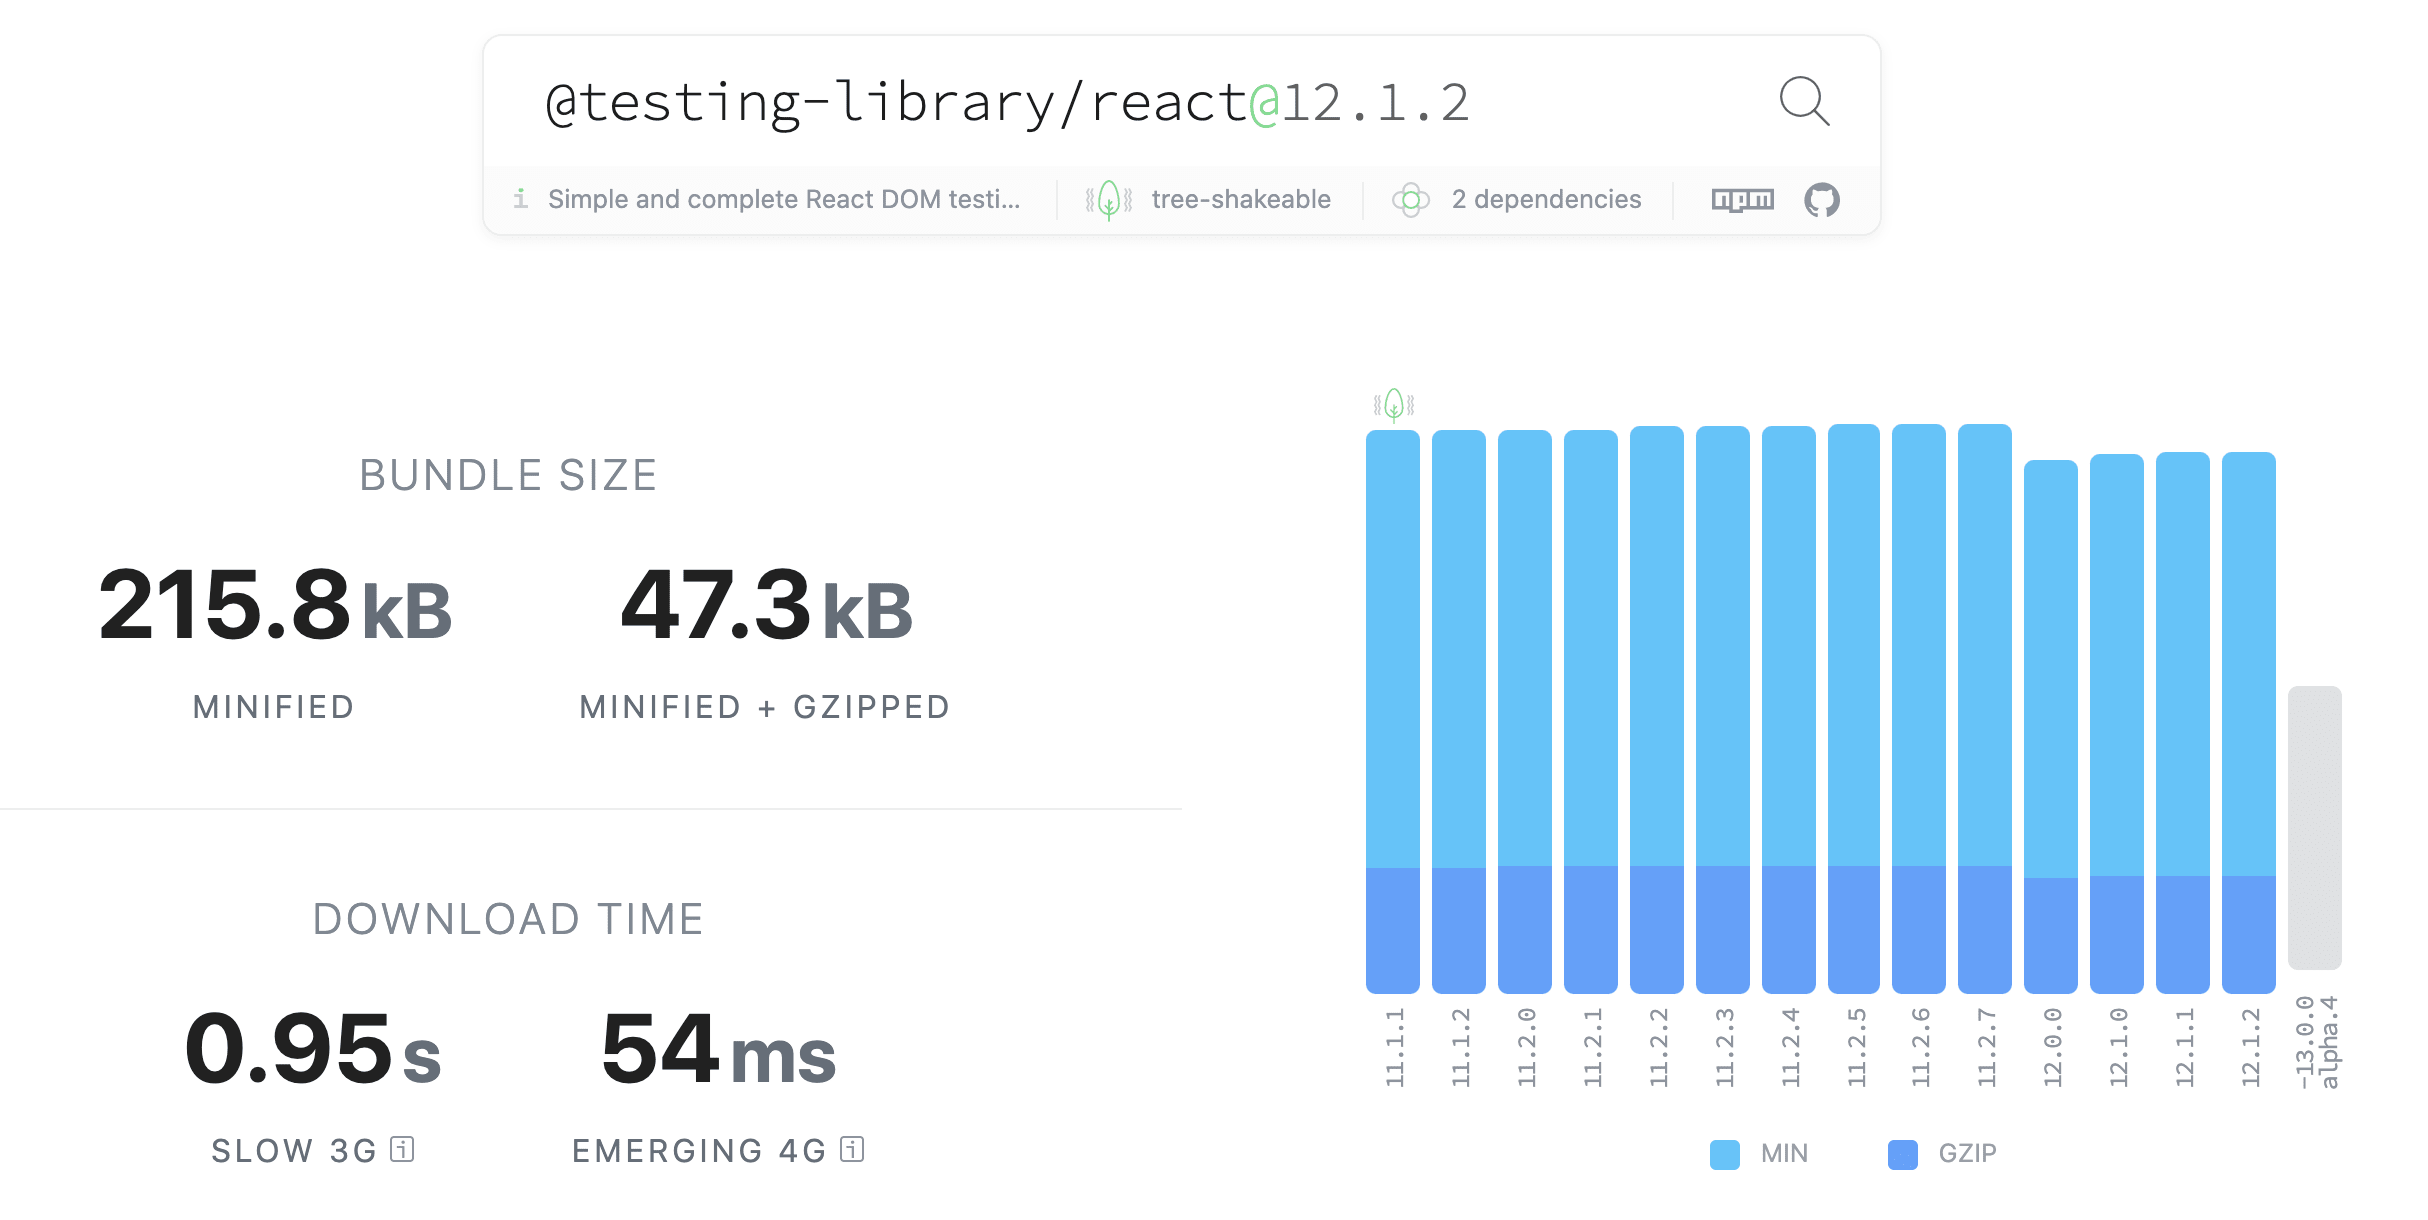 @testing-library/react@12.1.2
i Simple and complete React DOM testi... tree-shakeable 2 dependencies npm
BUNDLE SIZE
215.8 kB 47.3 kB
MINIFIED MINIFIED + GZIPPED
DOWNLOAD TIME
0.95 s 54 ms
SLOW 3G i EMERGING 4G i
11.1.1
11.1.2
11.2.0
11.2.1
11.2.2
11.2.3
11.2.4
11.2.5
11.2.6
11.2.7
12.0.0
12.1.0
12.1.1
12.1.2
-13.0.0
alpha.4
MIN GZIP